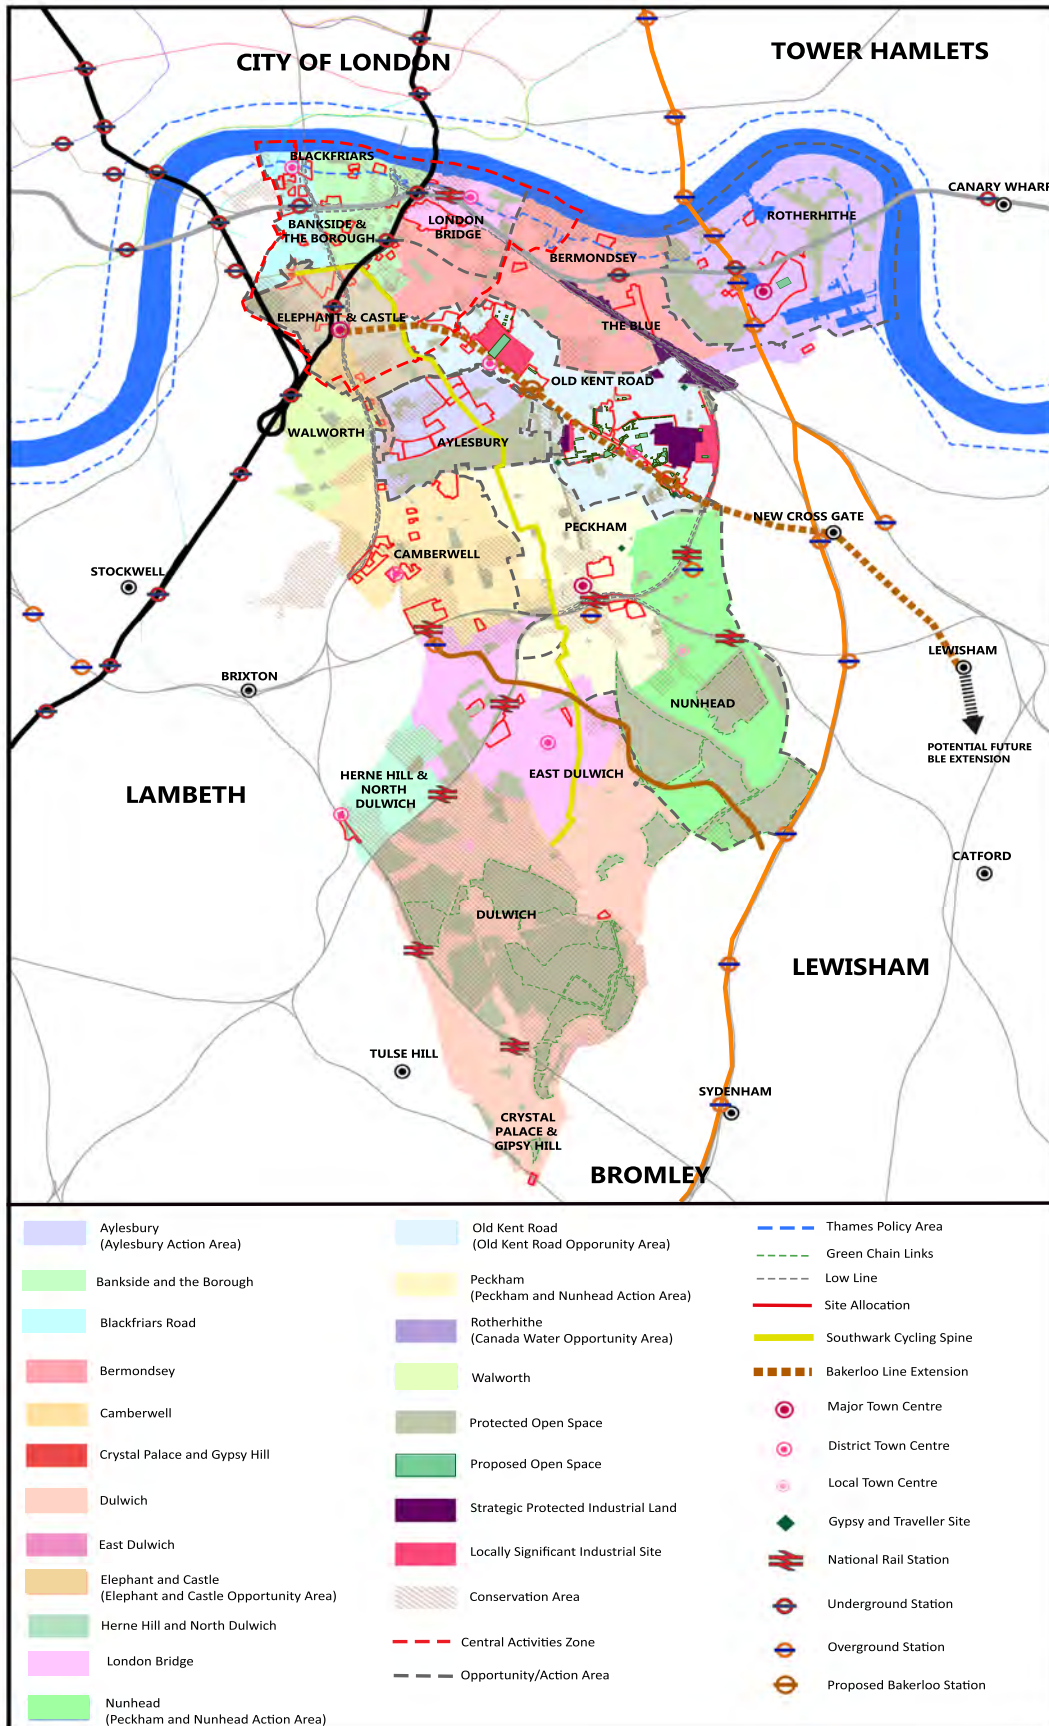 CITY OF LONDON
TOWER HAMLETS
BLACKFRIARS
CANARY WHARF
ROTHERHITHE
BANKSIDE &
THE BOROUGH
LONDON
BRIDGE
BERMONDSEY
ELEPHANT & CASTLE
THE BLUE
OLD KENT ROAD
WALWORTH
AYLESBURY
NEW CROSS GATE
PECKHAM
CAMBERWELL
STOCKWELL
LEWISHAM
BRIXTON
NUNHEAD
POTENTIAL FUTURE
BLE EXTENSION
HERNE HILL &
NORTH
DULWICH
EAST DULWICH
LAMBETH
CATFORD
DULWICH
LEWISHAM
TULSE HILL
SYDENHAM
CRYSTAL
PALACE &
GIPSY HILL
BROMLEY
Aylesbury
(Aylesbury Action Area)
Bankside and the Borough
Blackfriars Road
Bermondsey
Camberwell
Crystal Palace and Gypsy Hill
Dulwich
East Dulwich
Elephant and Castle
(Elephant and Castle Opportunity Area)
Herne Hill and North Dulwich
London Bridge
Nunhead
(Peckham and Nunhead Action Area)
Old Kent Road
(Old Kent Road Opporunity Area)
Peckham
(Peckham and Nunhead Action Area)
Rotherhithe
(Canada Water Opportunity Area)
Walworth
Protected Open Space
Proposed Open Space
Strategic Protected Industrial Land
Locally Significant Industrial Site
Conservation Area
Central Activities Zone
Opportunity/Action Area
Thames Policy Area
Green Chain Links
Low Line
Site Allocation
Southwark Cycling Spine
Bakerloo Line Extension
Major Town Centre
District Town Centre
Local Town Centre
Gypsy and Traveller Site
National Rail Station
Underground Station
Overground Station
Proposed Bakerloo Station